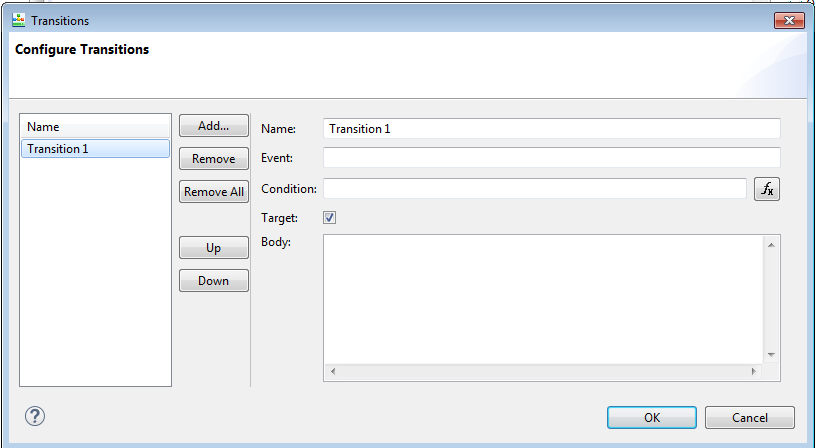 Transitions
Configure Transitions
Name
Transition 1
Add...
Remove
Remove All
Up
Down
Name: Transition 1
Event:
Condition:
fx
Target:
Body:
?
OK
Cancel